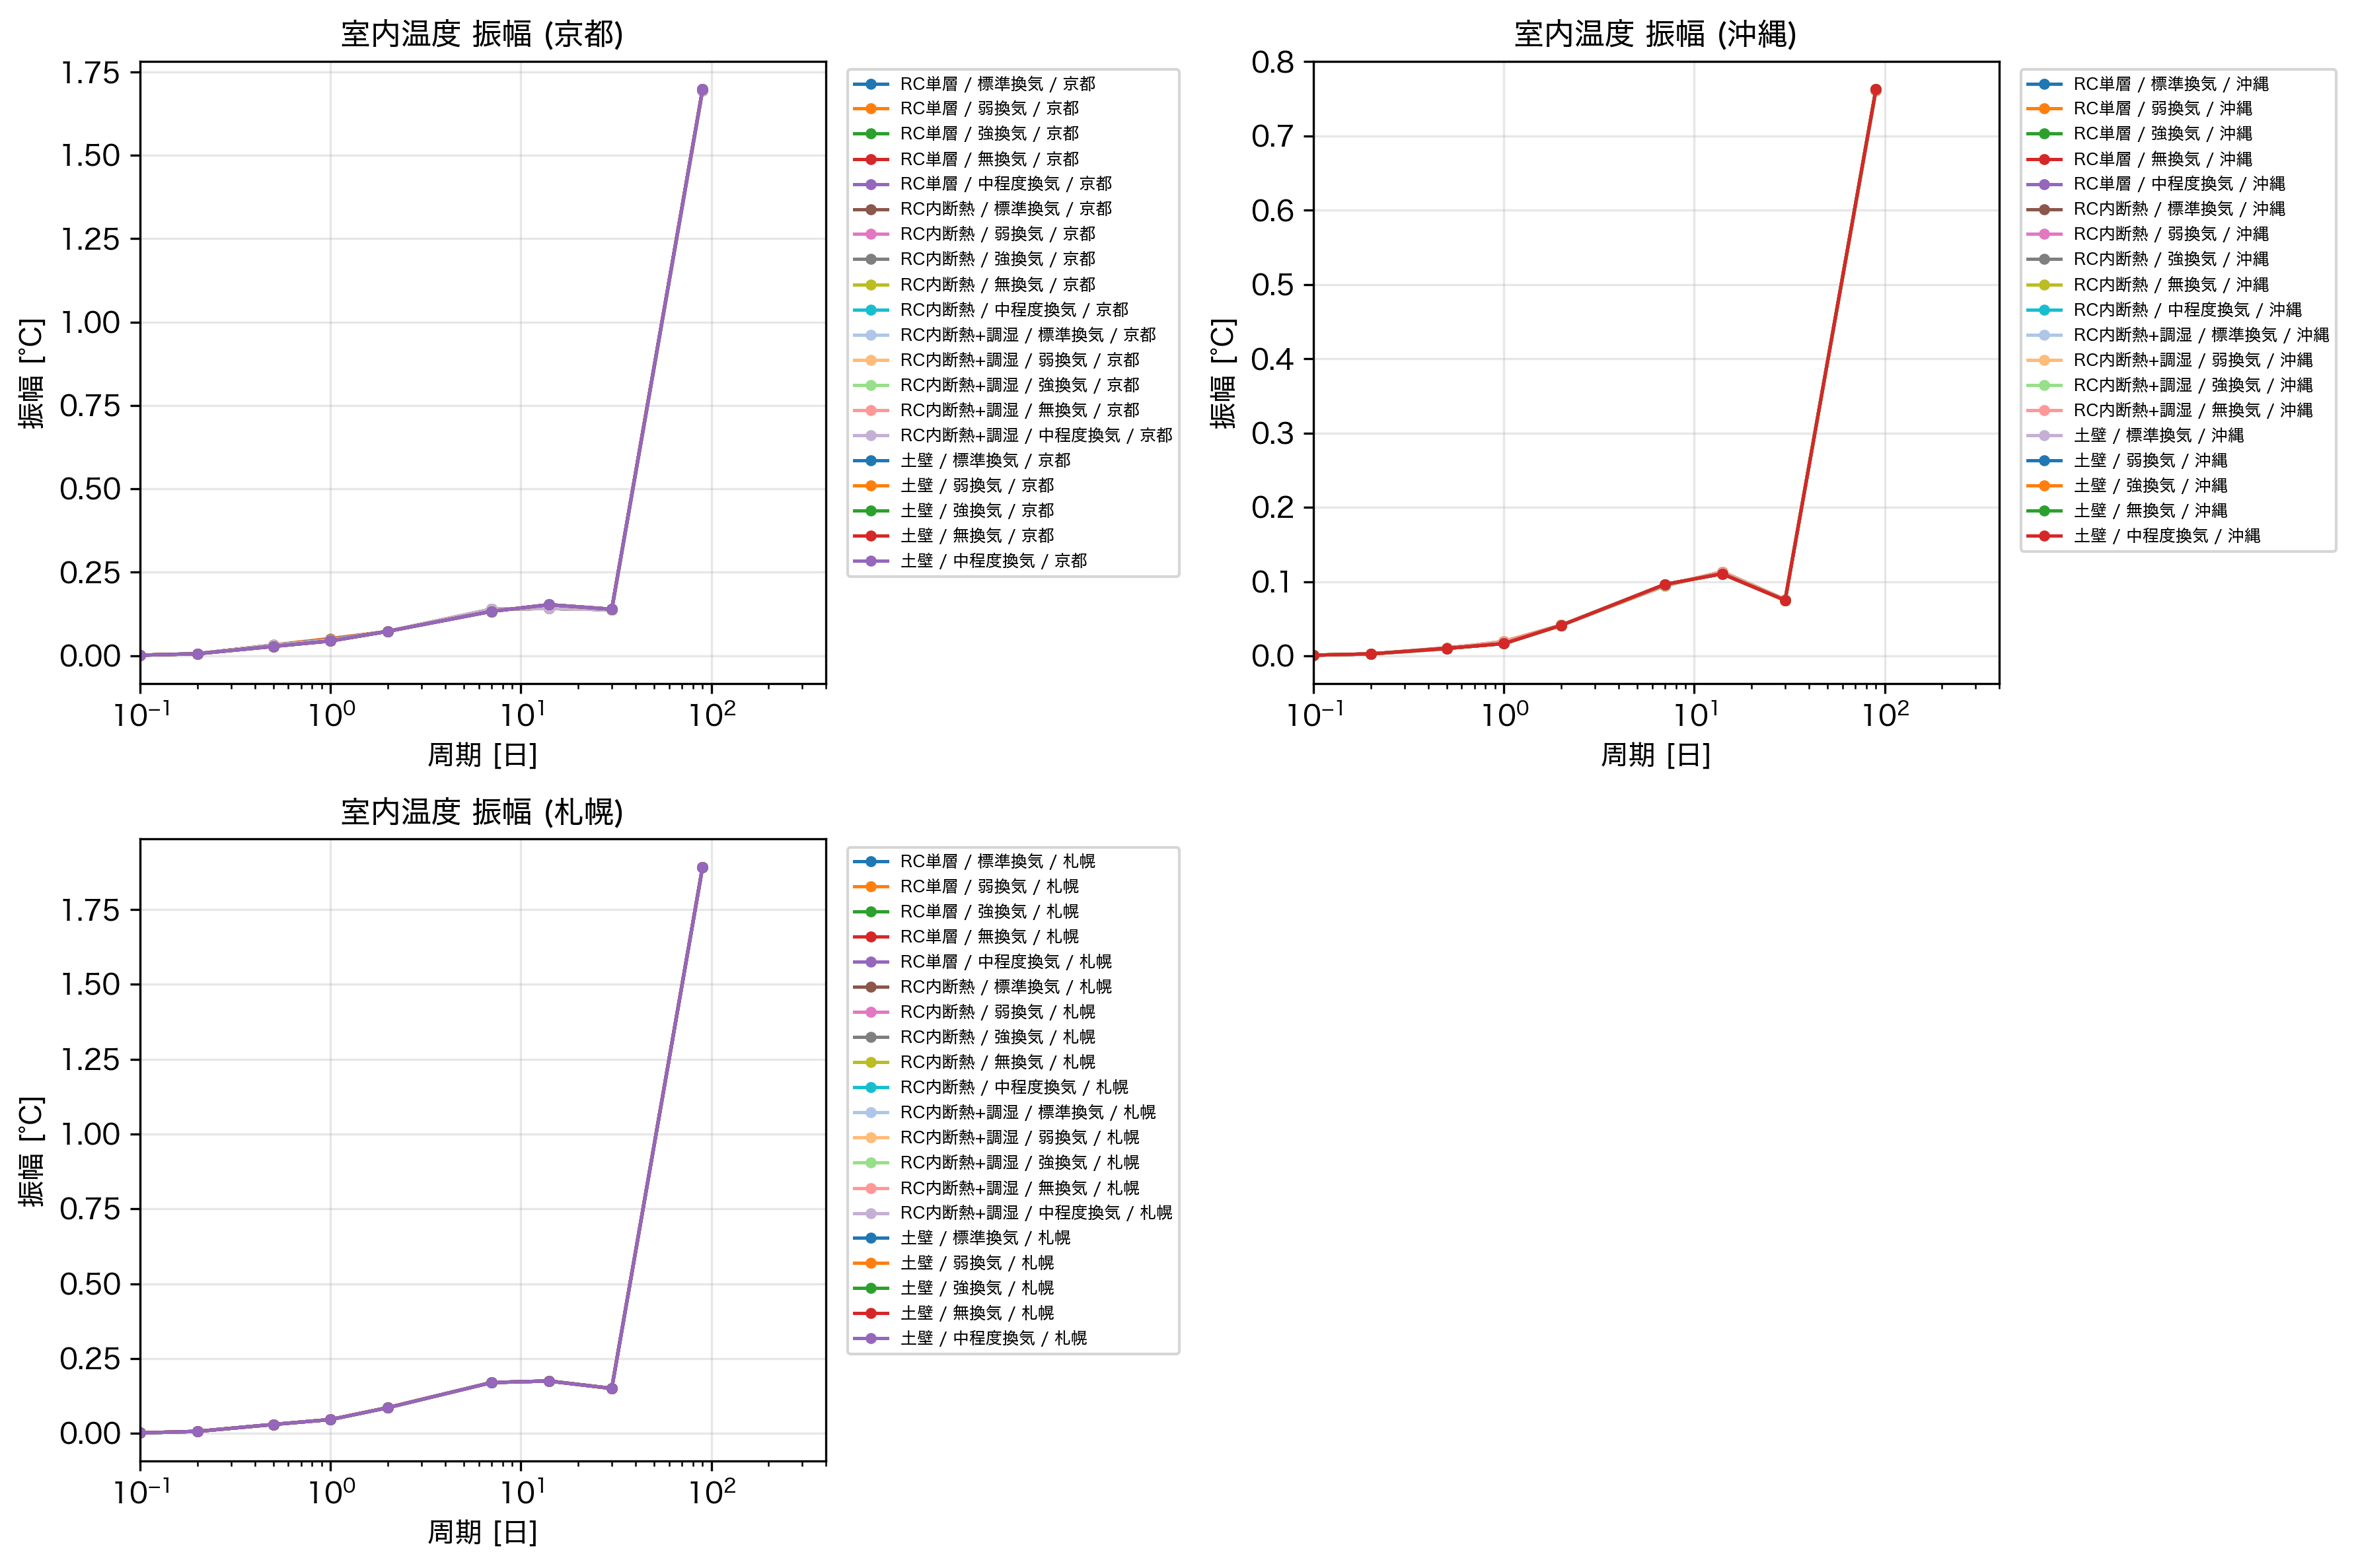 室内温度 振幅 (京都)
1.75
1.50
1.25
1.00
0.75
0.50
0.25
0.00
振幅 [°C]
10⁻¹ 10⁰ 10¹ 10²
周期 [日]
RC単層 / 標準換気 / 京都
RC単層 / 弱換気 / 京都
RC単層 / 強換気 / 京都
RC単層 / 無換気 / 京都
RC単層 / 中程度換気 / 京都
RC内断熱 / 標準換気 / 京都
RC内断熱 / 弱換気 / 京都
RC内断熱 / 強換気 / 京都
RC内断熱 / 無換気 / 京都
RC内断熱 / 中程度換気 / 京都
RC内断熱+調湿 / 標準換気 / 京都
RC内断熱+調湿 / 弱換気 / 京都
RC内断熱+調湿 / 強換気 / 京都
RC内断熱+調湿 / 無換気 / 京都
RC内断熱+調湿 / 中程度換気 / 京都
土壁 / 標準換気 / 京都
土壁 / 弱換気 / 京都
土壁 / 強換気 / 京都
土壁 / 無換気 / 京都
土壁 / 中程度換気 / 京都
室内温度 振幅 (沖縄)
0.8
0.7
0.6
0.5
0.4
0.3
0.2
0.1
0.0
振幅 [°C]
10⁻¹ 10⁰ 10¹ 10²
周期 [日]
RC単層 / 標準換気 / 沖縄
RC単層 / 弱換気 / 沖縄
RC単層 / 強換気 / 沖縄
RC単層 / 無換気 / 沖縄
RC単層 / 中程度換気 / 沖縄
RC内断熱 / 標準換気 / 沖縄
RC内断熱 / 弱換気 / 沖縄
RC内断熱 / 強換気 / 沖縄
RC内断熱 / 無換気 / 沖縄
RC内断熱 / 中程度換気 / 沖縄
RC内断熱+調湿 / 標準換気 / 沖縄
RC内断熱+調湿 / 弱換気 / 沖縄
RC内断熱+調湿 / 強換気 / 沖縄
RC内断熱+調湿 / 無換気 / 沖縄
土壁 / 標準換気 / 沖縄
土壁 / 弱換気 / 沖縄
土壁 / 強換気 / 沖縄
土壁 / 無換気 / 沖縄
土壁 / 中程度換気 / 沖縄
室内温度 振幅 (札幌)
1.75
1.50
1.25
1.00
0.75
0.50
0.25
0.00
振幅 [°C]
10⁻¹ 10⁰ 10¹ 10²
周期 [日]
RC単層 / 標準換気 / 札幌
RC単層 / 弱換気 / 札幌
RC単層 / 強換気 / 札幌
RC単層 / 無換気 / 札幌
RC単層 / 中程度換気 / 札幌
RC内断熱 / 標準換気 / 札幌
RC内断熱 / 弱換気 / 札幌
RC内断熱 / 強換気 / 札幌
RC内断熱 / 無換気 / 札幌
RC内断熱 / 中程度換気 / 札幌
RC内断熱+調湿 / 標準換気 / 札幌
RC内断熱+調湿 / 弱換気 / 札幌
RC内断熱+調湿 / 強換気 / 札幌
RC内断熱+調湿 / 無換気 / 札幌
RC内断熱+調湿 / 中程度換気 / 札幌
土壁 / 標準換気 / 札幌
土壁 / 弱換気 / 札幌
土壁 / 強換気 / 札幌
土壁 / 無換気 / 札幌
土壁 / 中程度換気 / 札幌